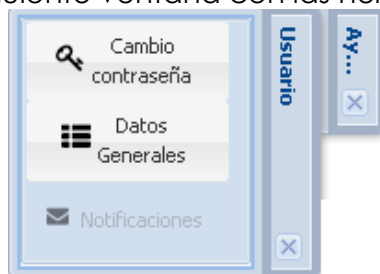 Cambio
contraseña
Datos
Generales
Notificaciones
Usuario
Ay...